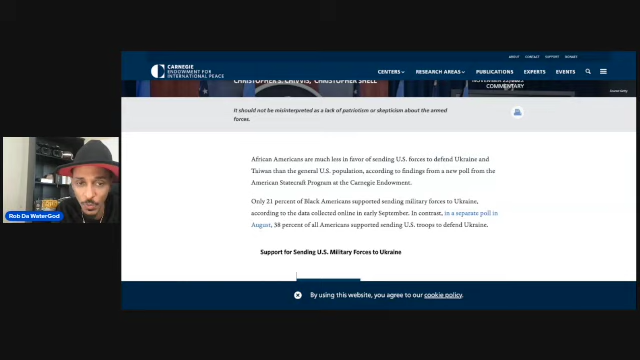 ABOUT CONTACT SUPPORT DONATE
CARNEGIE
ENDOWMENT FOR
INTERNATIONAL PEACE
CENTERS RESEARCH AREAS PUBLICATIONS EXPERTS EVENTS
CHRISTOPHER S. CHIVVIS, CHRISTOPHER SHELL
COMMENTARY
It should not be misinterpreted as a lack of patriotism or skepticism about the armed
forces.
African Americans are much less in favor of sending U.S. forces to defend Ukraine and
Taiwan than the general U.S. population, according to findings from a new poll from
the American Statecraft Program at the Carnegie Endowment.
Only 21 percent of Black Americans supported sending military forces to Ukraine,
according to the data collected online in early September. In contrast, in a separate poll in
August, 38 percent of all Americans supported sending U.S. troops to defend Ukraine.
Support for Sending U.S. Military Forces to Ukraine
By using this website, you agree to our cookie policy.
Rob Da WaterGod